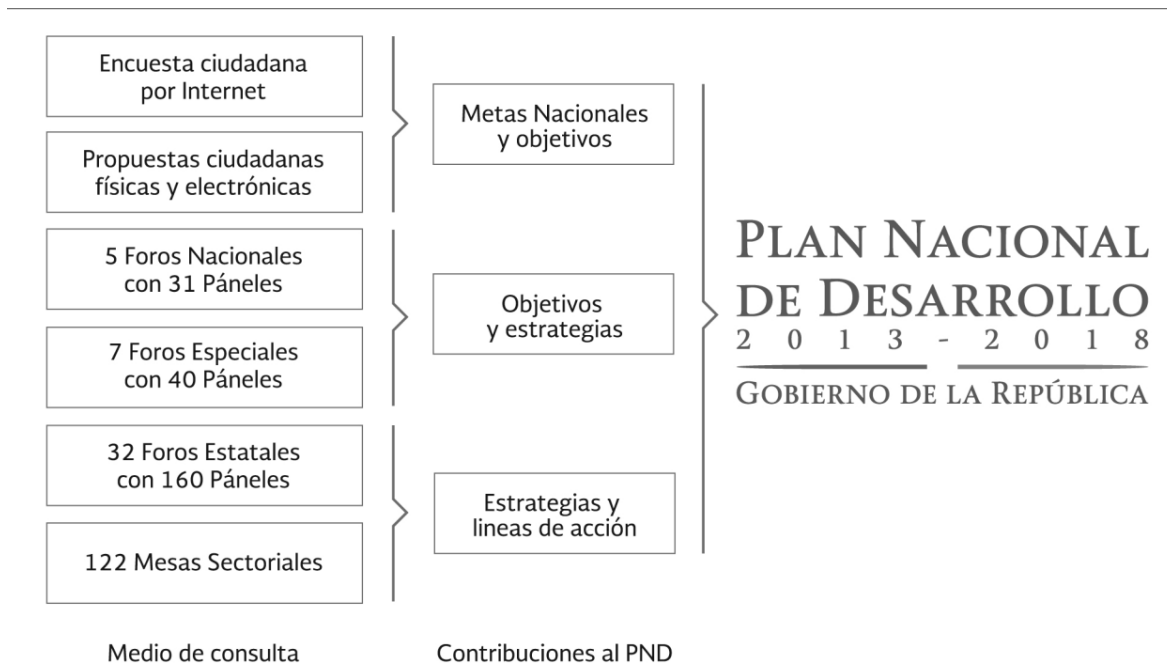 Encuesta ciudadana
por Internet
Propuestas ciudadanas
físicas y electrónicas
5 Foros Nacionales
con 31 Páneles
7 Foros Especiales
con 40 Páneles
32 Foros Estatales
con 160 Páneles
122 Mesas Sectoriales
Medio de consulta
Metas Nacionales
y objetivos
Objetivos
y estrategias
Estrategias y
lineas de acción
Contribuciones al PND
PLAN NACIONAL
DE DESARROLLO
2013-2018
GOBIERNO DE LA REPÚBLICA